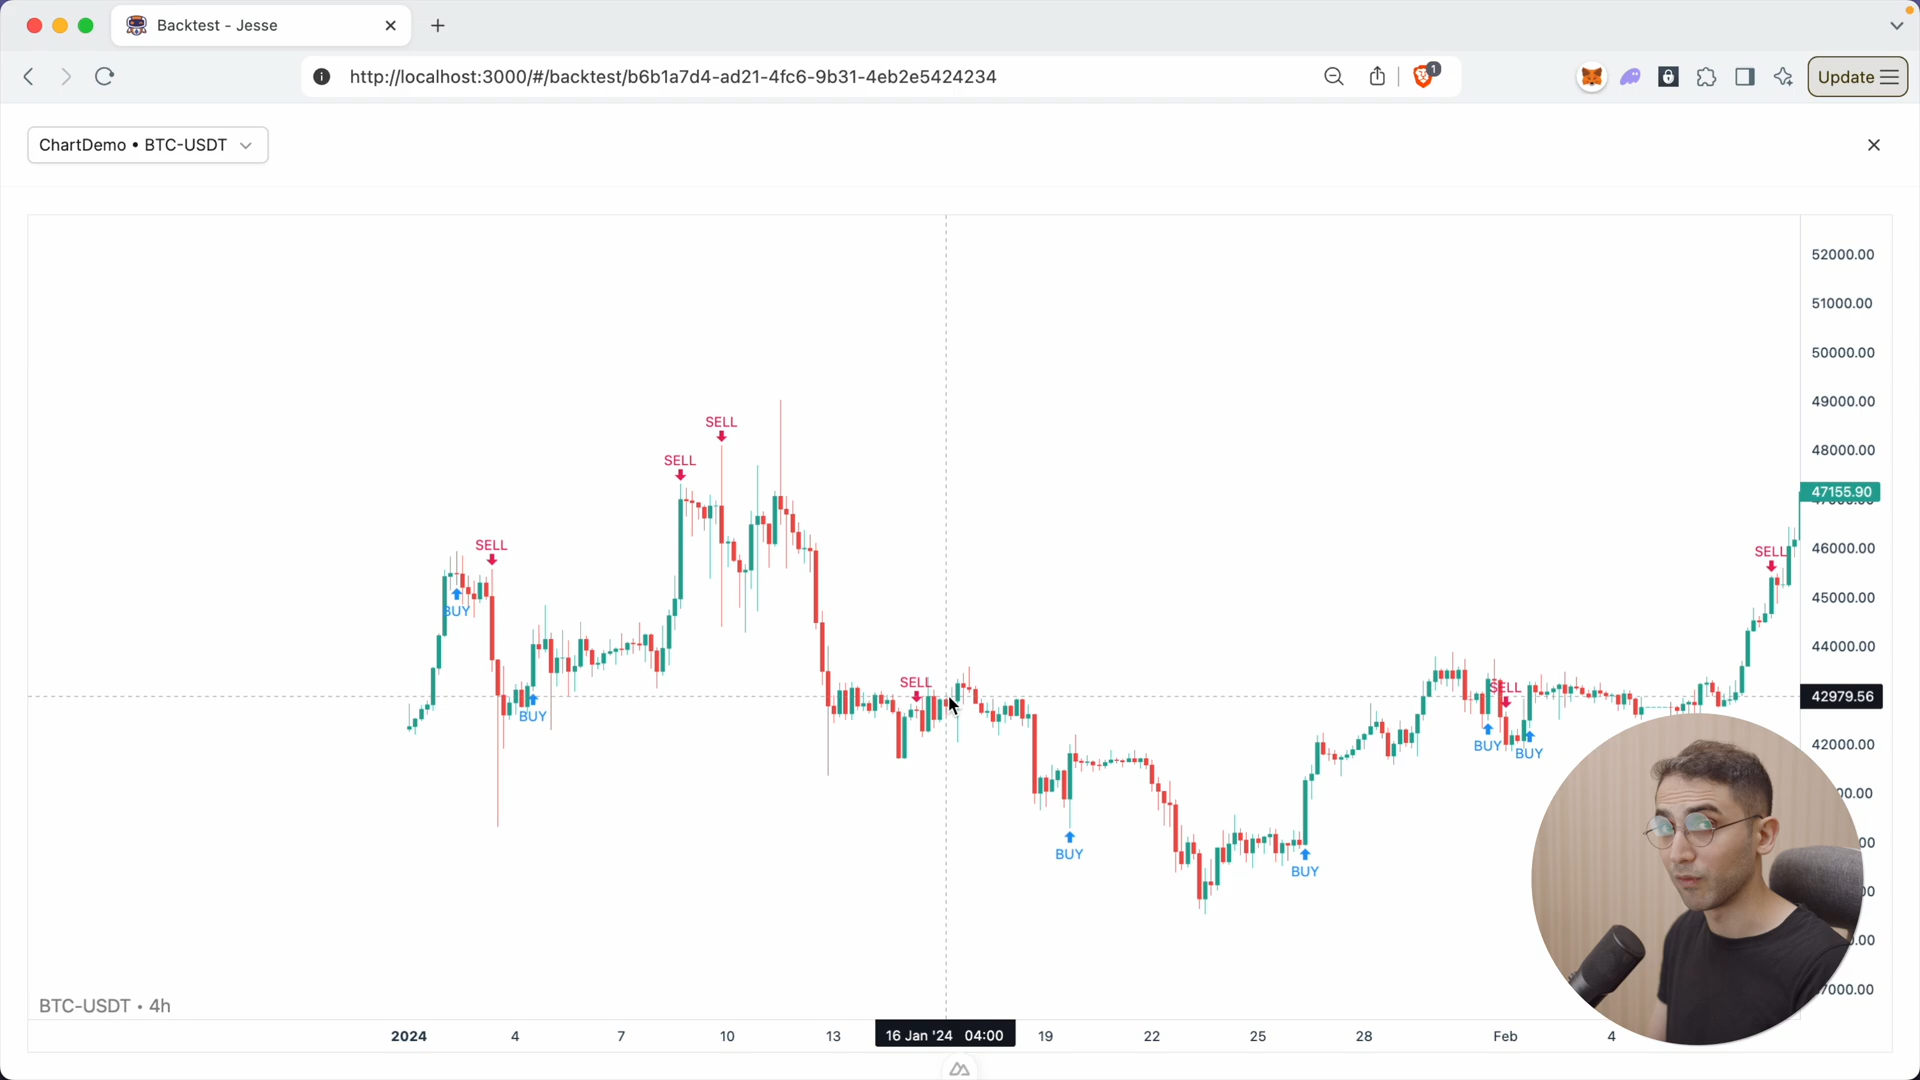 Backtest - Jesse
http://localhost:3000/#/backtest/b6b1a7d4-ad21-4fc6-9b31-4eb2e5424234
1
Update
ChartDemo • BTC-USDT
52000.00
51000.00
50000.00
49000.00
SELL
48000.00
SELL
47155.90
SELL
SELL
46000.00
45000.00
BUY
44000.00
SELL
SELL
42979.56
BUY
BUY
BUY
42000.00
BUY
BUY
BTC-USDT • 4h
2024
4
7
10
13
16 Jan '24 04:00
19
22
25
28
Feb
4